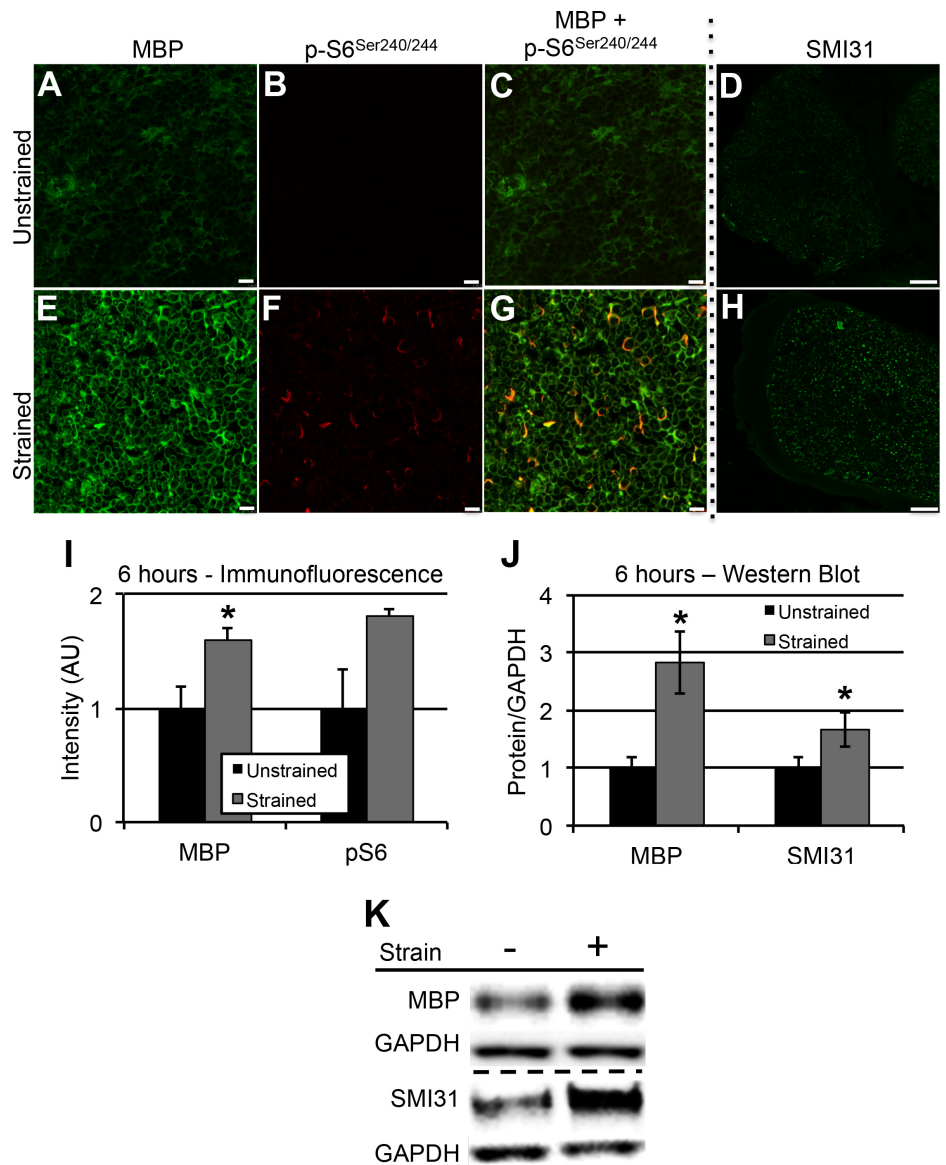 MBP
p-S6Ser240/244
MBP +
p-S6Ser240/244
SMI31
Unstrained
A
B
C
D
Strained
E
F
G
H
I
6 hours - Immunofluorescence
Intensity (AU)
2
1
0
*
Unstrained
Strained
MBP
pS6
J
6 hours – Western Blot
Protein/GAPDH
4
3
2
1
0
*
*
Unstrained
Strained
MBP
SMI31
K
Strain - +
MBP
GAPDH
SMI31
GAPDH